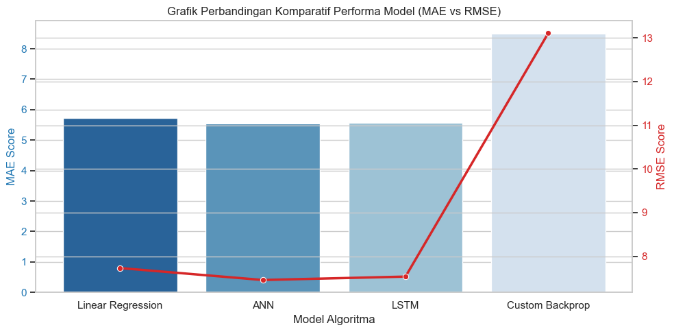 Grafik Perbandingan Komparatif Performa Model (MAE vs RMSE)
8
7
6
5
4
3
2
1
0
MAE Score
13
12
11
10
9
8
RMSE Score
Linear Regression
ANN
LSTM
Custom Backprop
Model Algoritma